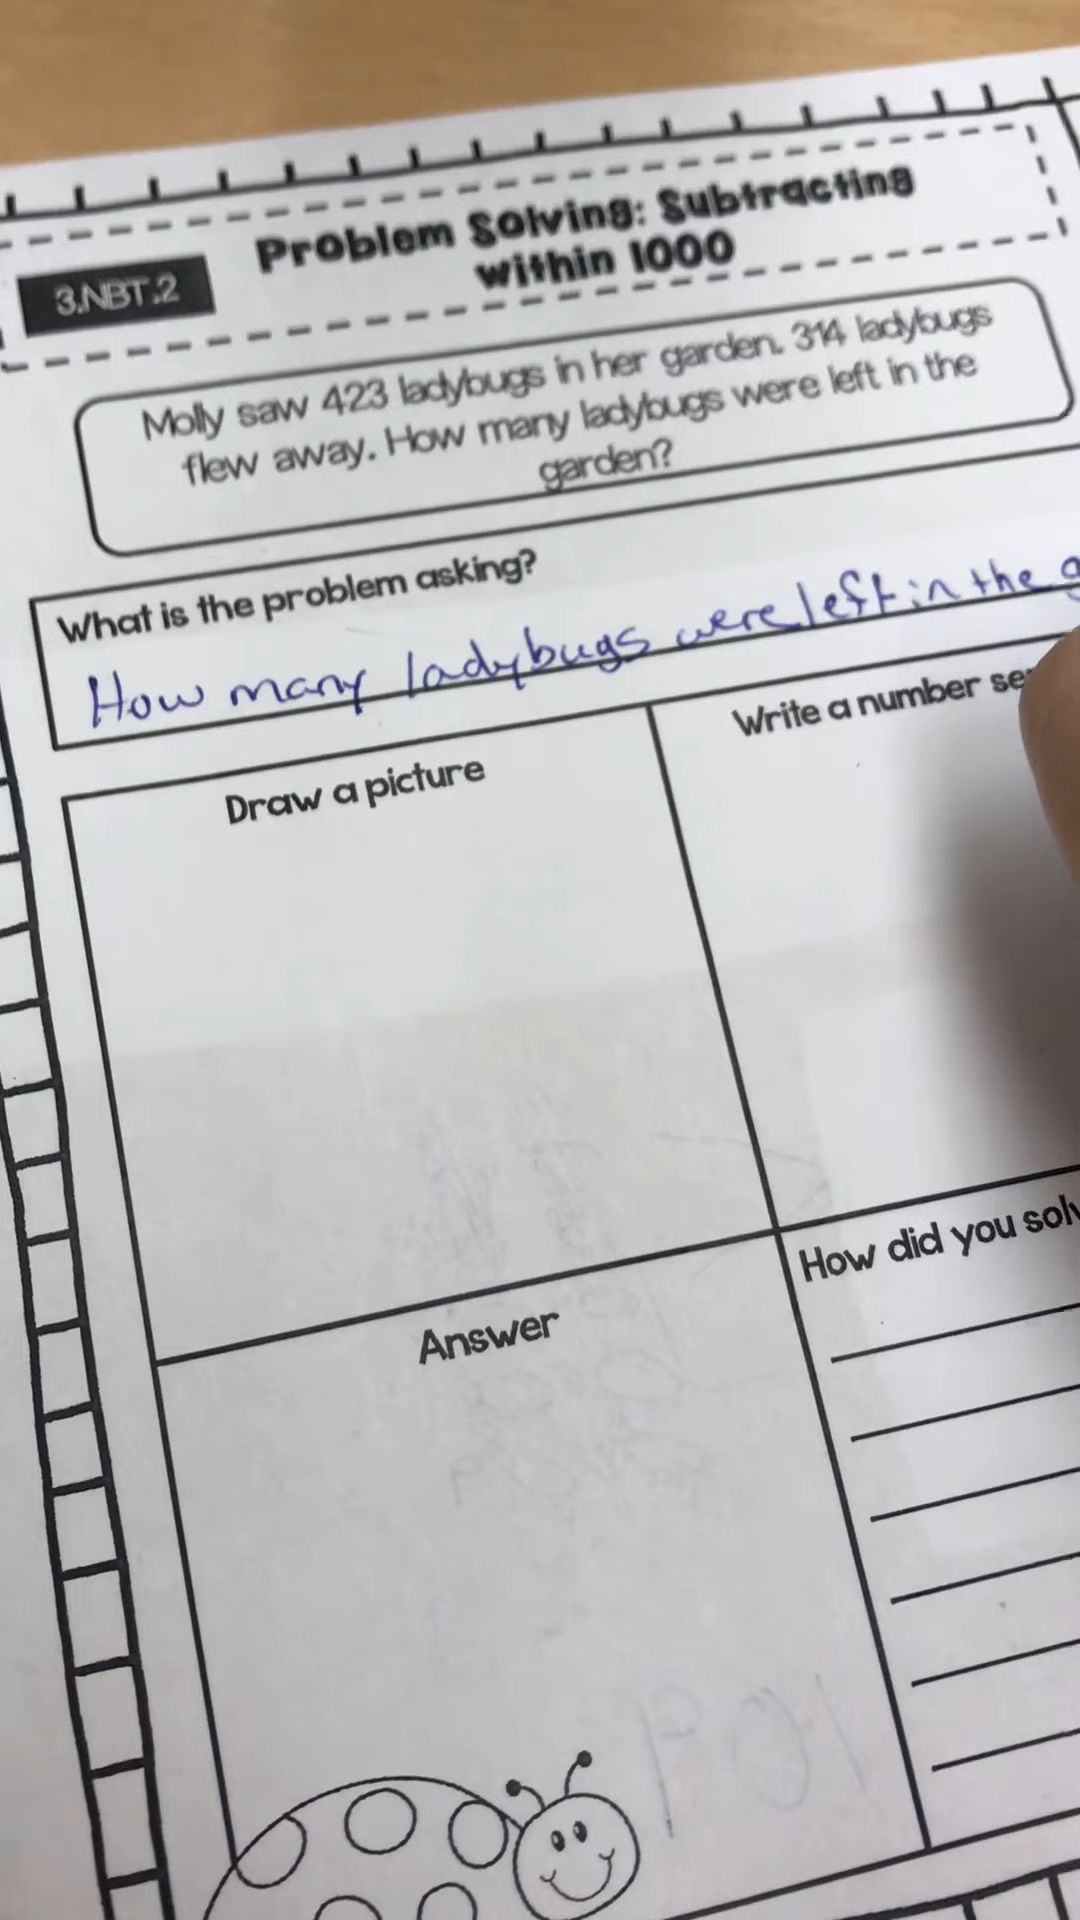 Problem Solving: Subtracting
within 1000
3.NBT.2
Molly saw 423 ladybugs in her garden. 314 ladybugs
flew away. How many ladybugs were left in the
garden?
What is the problem asking?
How many ladybugs were left in the
Draw a picture
Write a number
Answer
How did you